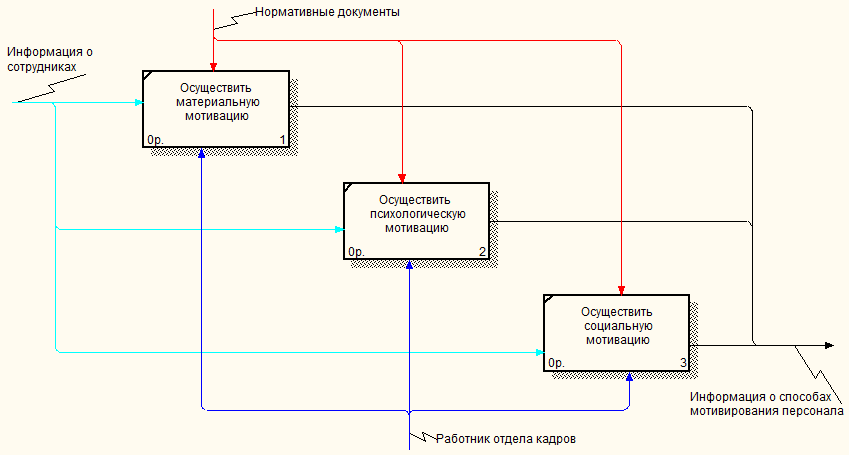 Нормативные документы
Информация о
сотрудниках
Осуществить
материальную
мотивацию
0р. 1
Осуществить
психологическую
мотивацию
0р. 2
Осуществить
социальную
мотивацию
0р. 3
Информация о способах
мотивирования персонала
Работник отдела кадров